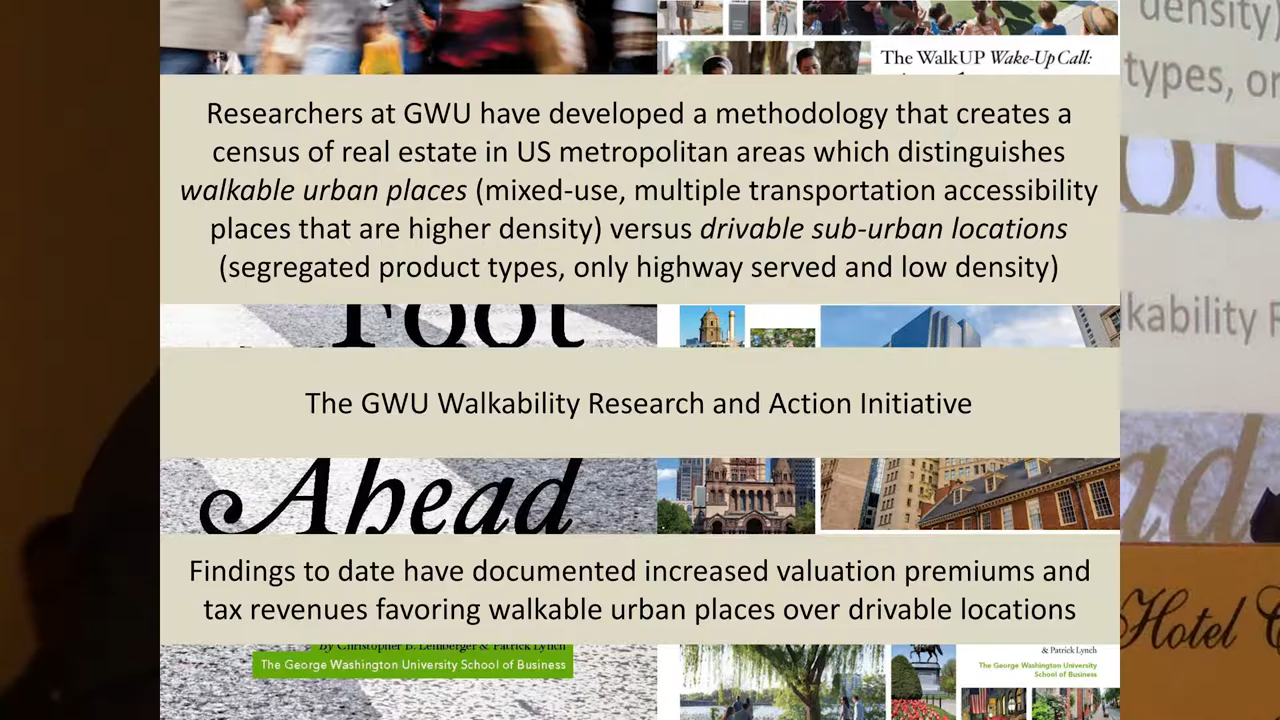 The WalkUP Wake-Up Call:
Researchers at GWU have developed a methodology that creates a
census of real estate in US metropolitan areas which distinguishes
walkable urban places (mixed-use, multiple transportation accessibility
places that are higher density) versus drivable sub-urban locations
(segregated product types, only highway served and low density)
Foot
The GWU Walkability Research and Action Initiative
Ahead
Findings to date have documented increased valuation premiums and
tax revenues favoring walkable urban places over drivable locations
By Christopher B. Leinberger & Patrick Lynch
The George Washington University School of Business
& Patrick Lynch
The George Washington University
School of Business
density)
types, or
kability
Hotel